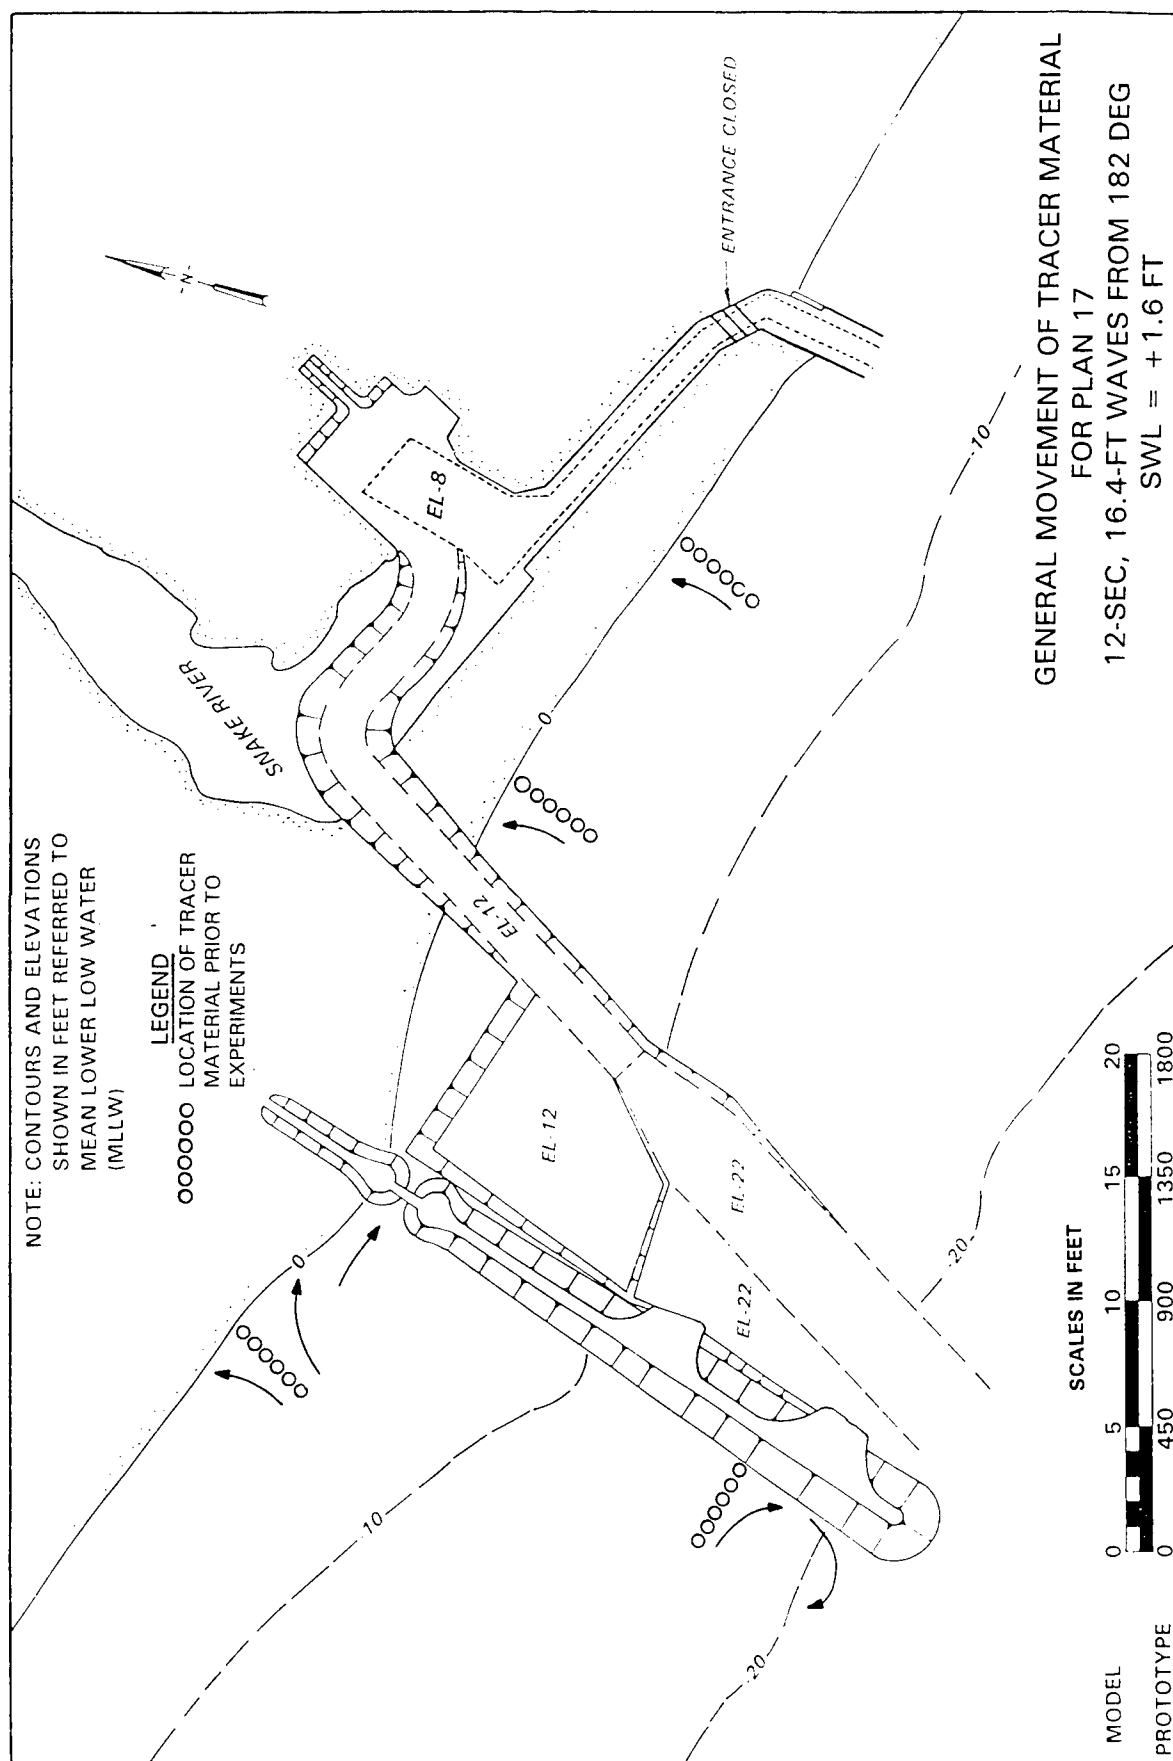 NOTE: CONTOURS AND ELEVATIONS
SHOWN IN FEET REFERRED TO
MEAN LOWER LOW WATER
(MLLW)
LEGEND
OOOOOO LOCATION OF TRACER
MATERIAL PRIOR TO
EXPERIMENTS
SNAKE RIVER
N
EL-8
ENTRANCE CLOSED
0
0
EL-12
EL-12
EL-22
EL-22
-10
-10
-20
-20
SCALES IN FEET
MODEL 0 5 10 15 20
PROTOTYPE 0 450 900 1350 1800
GENERAL MOVEMENT OF TRACER MATERIAL
FOR PLAN 17
12-SEC, 16.4-FT WAVES FROM 182 DEG
SWL = +1.6 FT